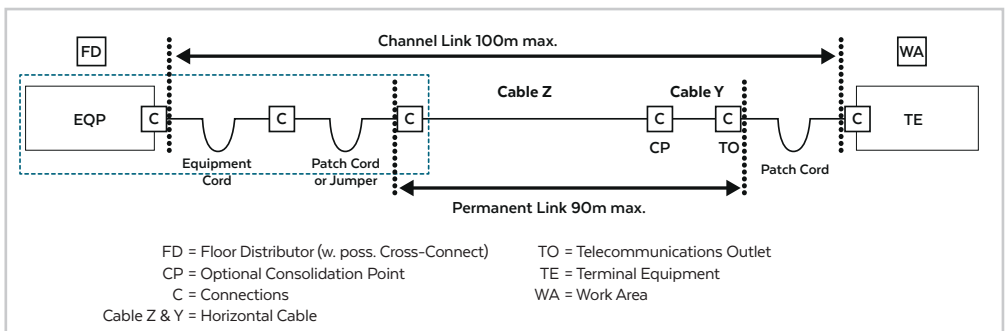 FD
Channel Link 100m max.
WA
Cable Z
Cable Y
EQP
C
C
C
C
C
C
TE
CP
TO
Equipment
Cord
Patch Cord
or Jumper
Patch Cord
Permanent Link 90m max.
FD = Floor Distributor (w. poss. Cross-Connect)
CP = Optional Consolidation Point
C = Connections
Cable Z & Y = Horizontal Cable
TO = Telecommunications Outlet
TE = Terminal Equipment
WA = Work Area